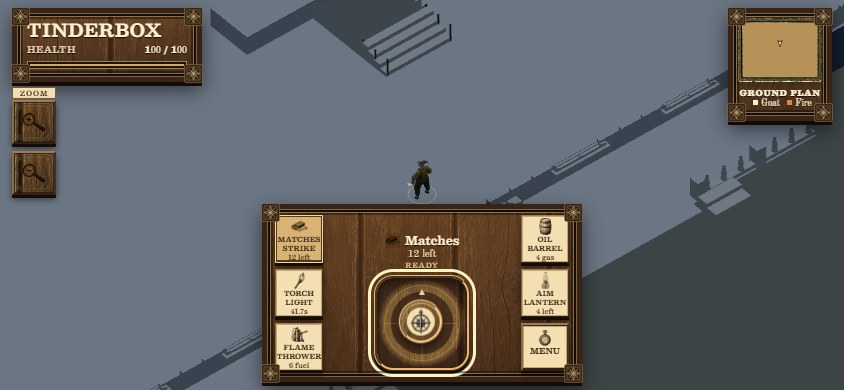 TINDERBOX
HEALTH 100 / 100
ZOOM
GROUND PLAN
Goat Fire
MATCHES
STRIKE
12 left
TORCH
LIGHT
41.7s
FLAME
THROWER
6 fuel
Matches
12 left
READY
OIL
BARREL
4 gas
AIM
LANTERN
4 left
MENU